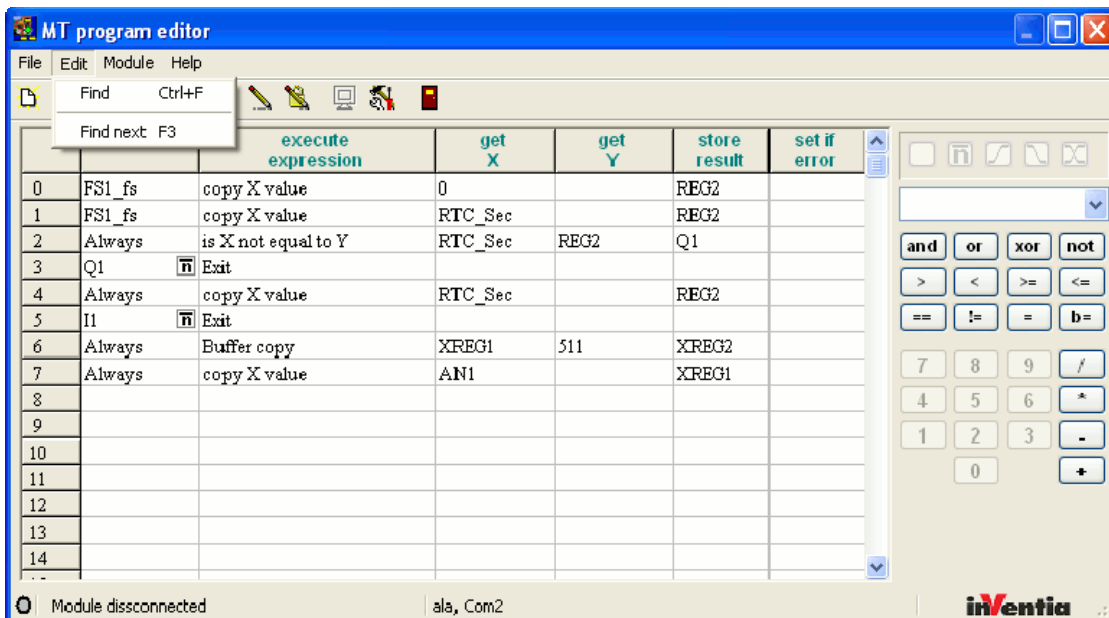 MT program editor
File Edit Module Help
Find Ctrl+F
Find next F3
execute expression get X get Y store result set if error
0 FS1_fs copy X value 0 REG2
1 FS1_fs copy X value RTC_Sec REG2
2 Always is X not equal to Y RTC_Sec REG2 Q1
3 Q1 n Exit
4 Always copy X value RTC_Sec REG2
5 I1 n Exit
6 Always Buffer copy XREG1 511 XREG2
7 Always copy X value AN1 XREG1
8
9
10
11
12
13
14
n
and or xor not
> < >= <=
== != = b=
7 8 9 /
4 5 6 *
1 2 3 -
0 +
Module dissconnected ala, Com2 inVentia